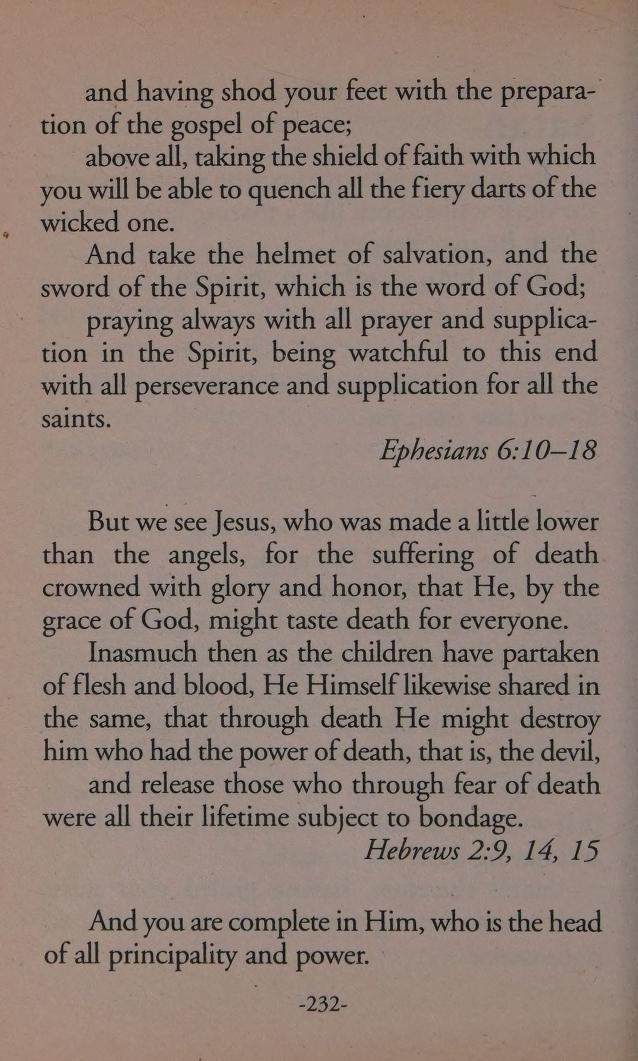 and having shod your feet with the prepara-
tion of the gospel of peace;
above all, taking the shield of faith with which
you will be able to quench all the fiery darts of the
wicked one.
And take the helmet of salvation, and the
sword of the Spirit, which is the word of God;
praying always with all prayer and supplica-
tion in the Spirit, being watchful to this end
with all perseverance and supplication for all the
saints.
Ephesians 6:10–18
But we see Jesus, who was made a little lower
than the angels, for the suffering of death
crowned with glory and honor, that He, by the
grace of God, might taste death for everyone.
Inasmuch then as the children have partaken
of flesh and blood, He Himself likewise shared in
the same, that through death He might destroy
him who had the power of death, that is, the devil,
and release those who through fear of death
were all their lifetime subject to bondage.
Hebrews 2:9, 14, 15
And you are complete in Him, who is the head
of all principality and power.
-232-